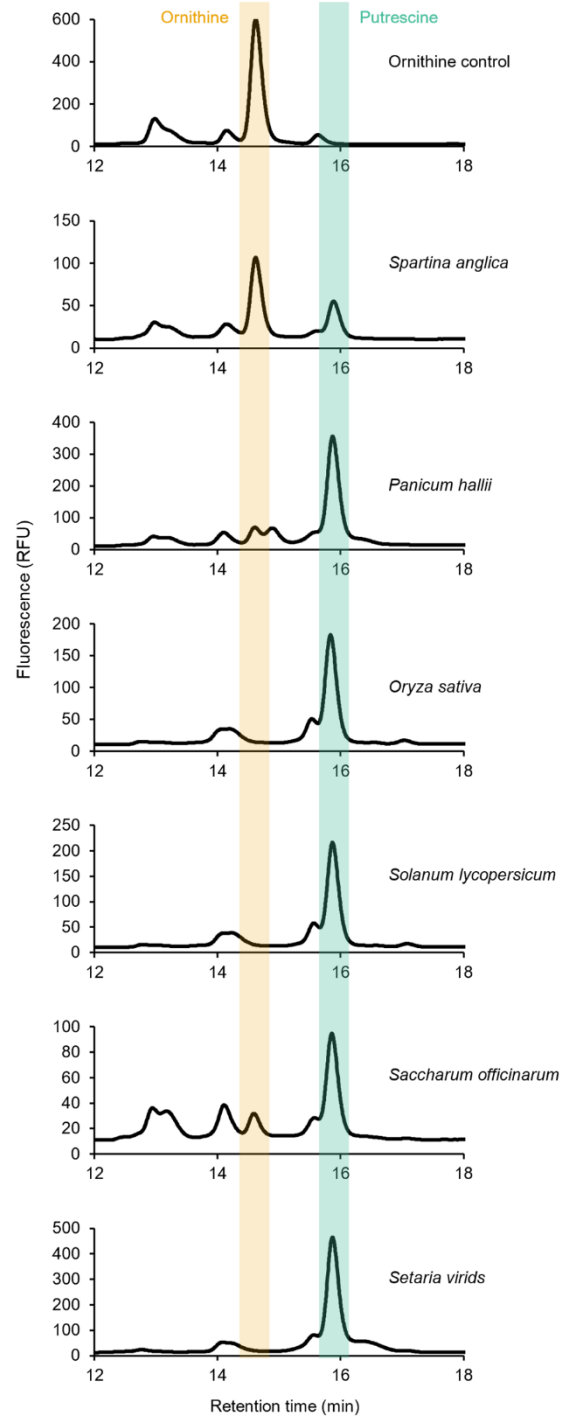 Ornithine Putrescine
600
400
200
0
12 14 16 18
Ornithine control
150
100
50
0
12 14 16 18
Spartina anglica
400
300
200
100
0
12 14 16 18
Panicum hallii
Fluorescence (RFU)
200
150
100
50
0
12 14 16 18
Oryza sativa
250
200
150
100
50
0
12 14 16 18
Solanum lycopersicum
100
80
60
40
20
0
12 14 16 18
Saccharum officinarum
500
400
300
200
100
0
12 14 16 18
Setaria virids
Retention time (min)